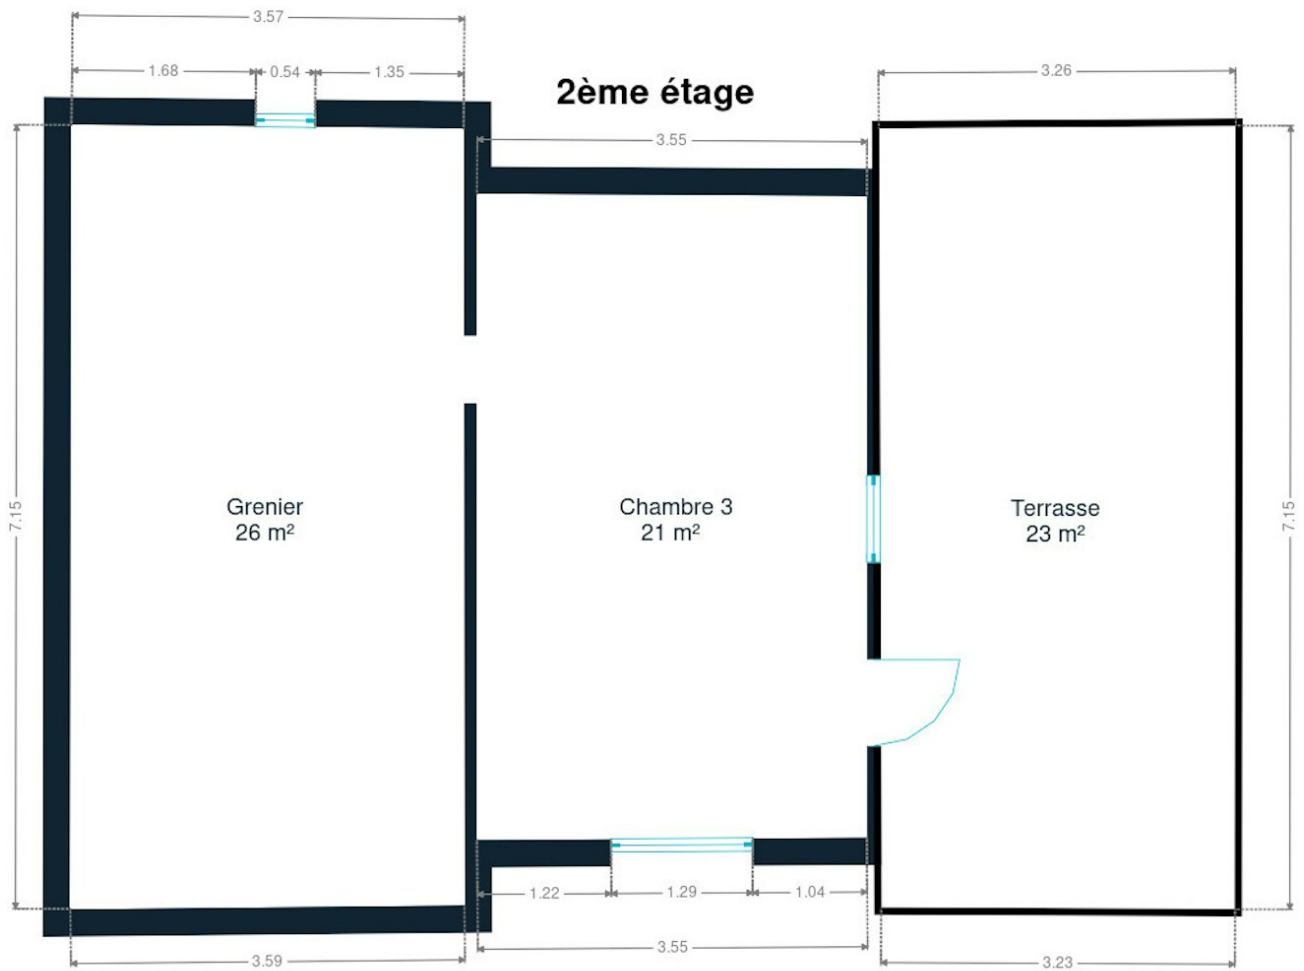 3.57
1.68
0.54
1.35
3.26
2ème étage
3.55
7.15
Grenier
26 m²
Chambre 3
21 m²
Terrasse
23 m²
7.15
1.22
1.29
1.04
3.55
3.59
3.23